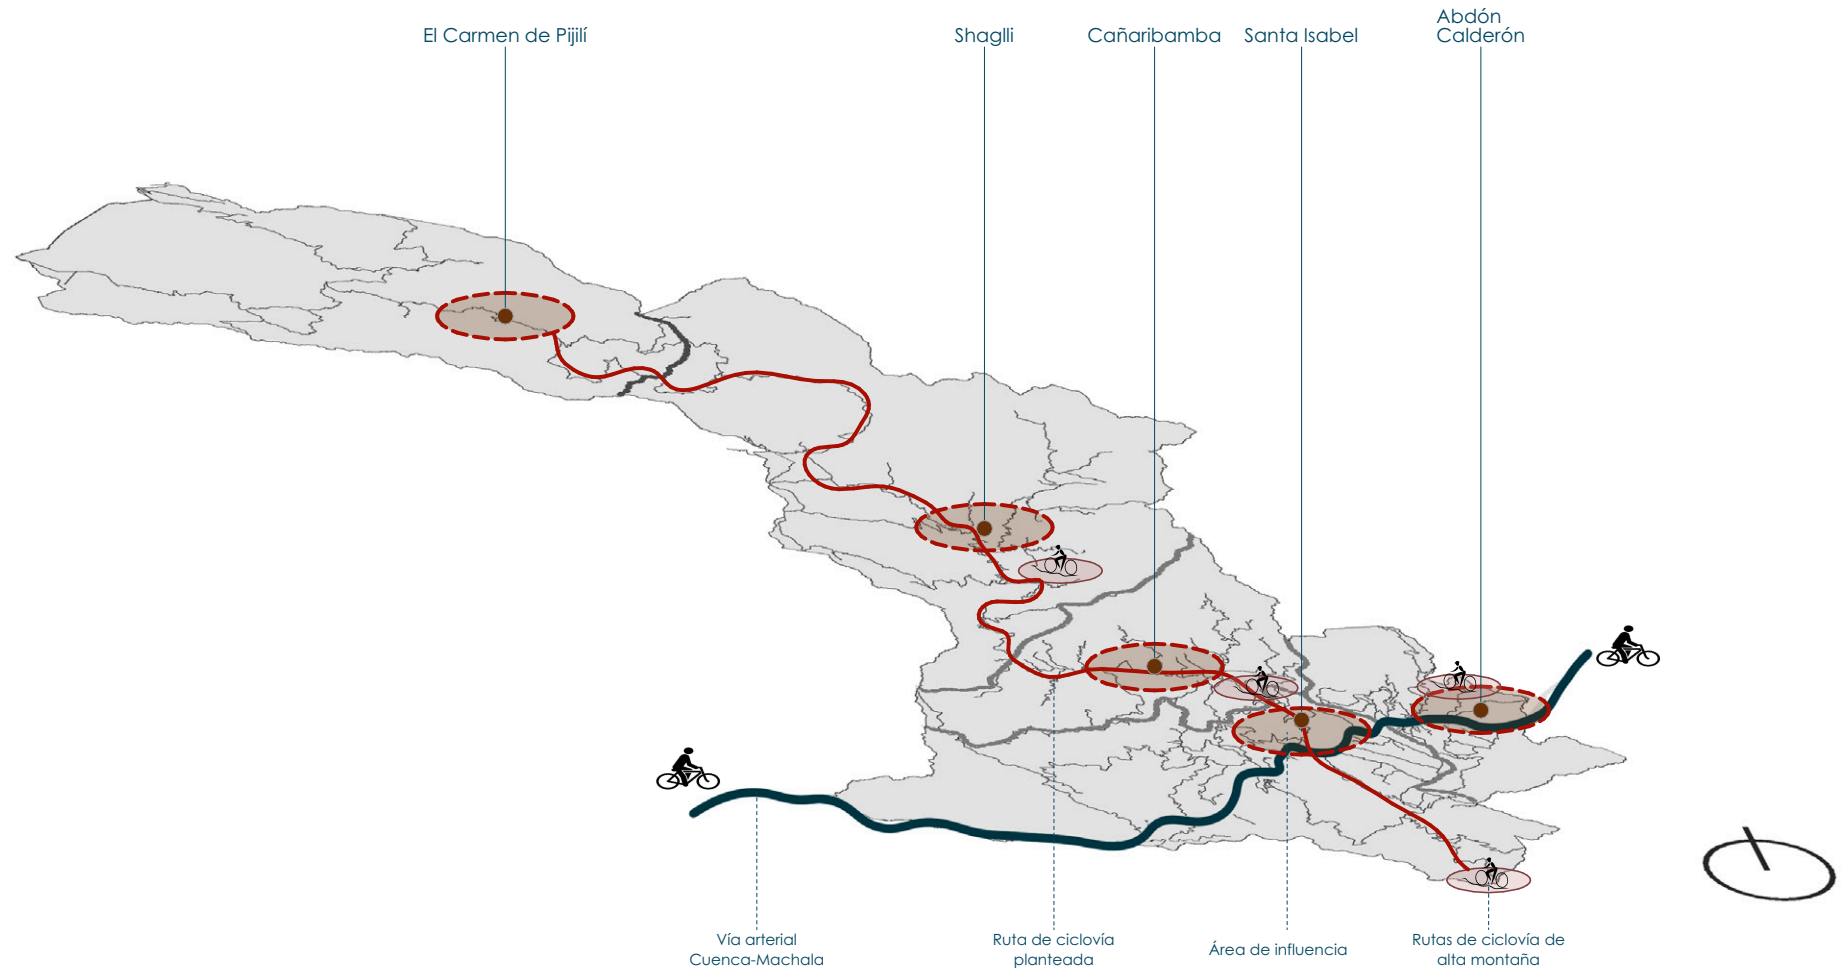 El Carmen de Pijilí
Shaglli
Cañaribamba
Santa Isabel
Abdón
Calderón
Vía arterial
Cuenca-Machala
Ruta de ciclovía
planteada
Área de influencia
Rutas de ciclovía de
alta montaña